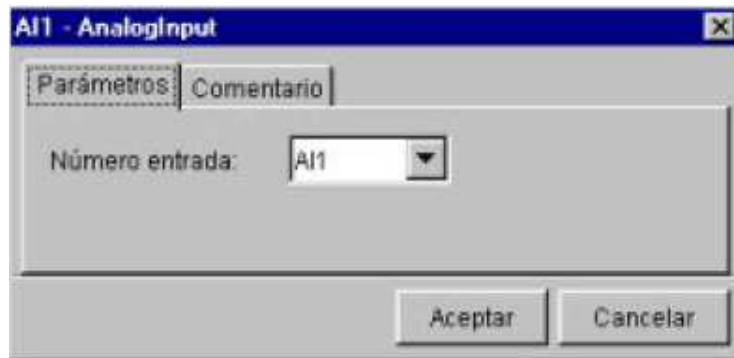 AI1 - AnalogInput
Parámetros Comentario
Número entrada: AI1
Aceptar Cancelar